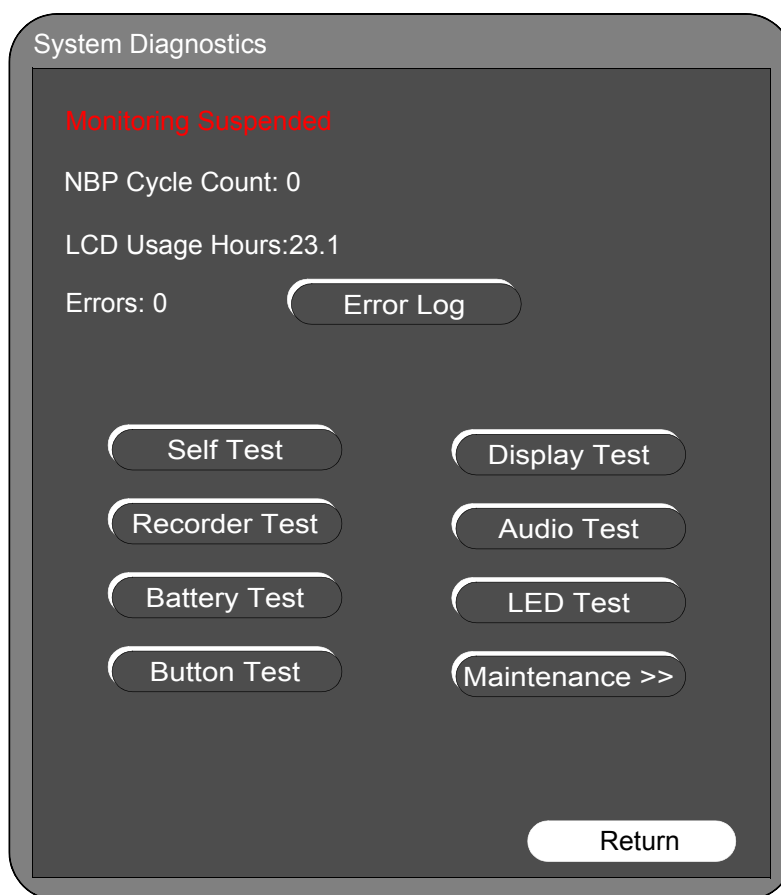 System Diagnostics
Monitoring Suspended
NBP Cycle Count: 0
LCD Usage Hours:23.1
Errors: 0
Error Log
Self Test
Display Test
Recorder Test
Audio Test
Battery Test
LED Test
Button Test
Maintenance >>
Return